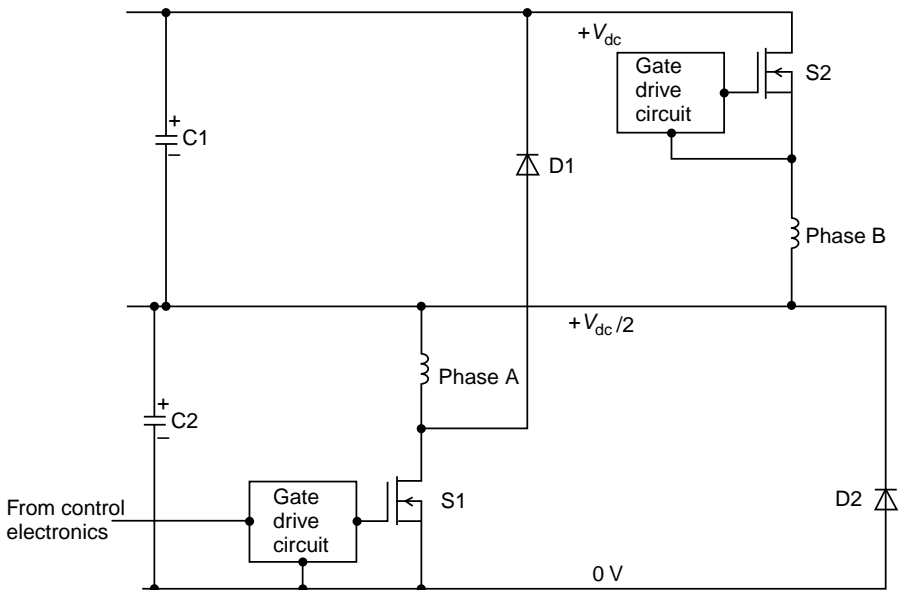 +V_dc
Gate
drive
circuit
S2
+
C1
–
D1
Phase B
+V_dc/2
Phase A
+
C2
–
Gate
drive
circuit
S1
D2
From control
electronics
0 V